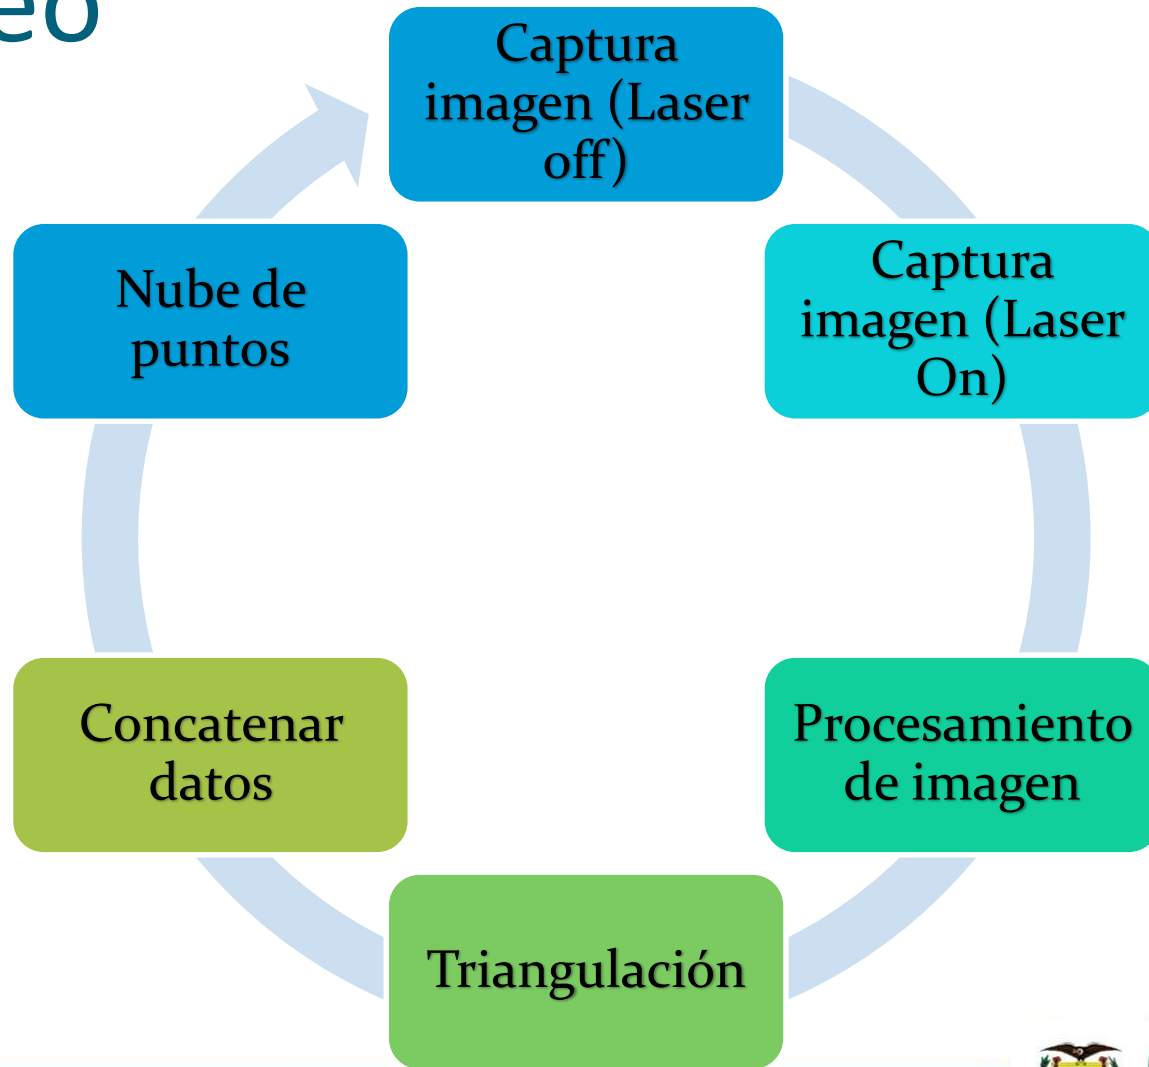 Captura
imagen (Laser
off)
Captura
imagen (Laser
On)
Procesamiento
de imagen
Triangulación
Concatenar
datos
Nube de
puntos